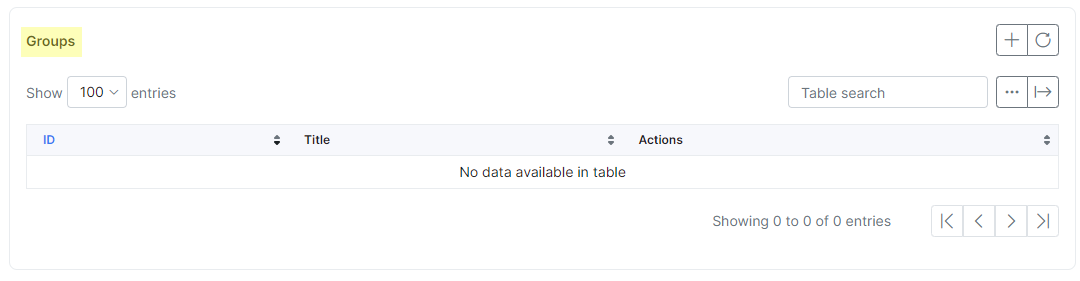 Groups
Show 100 entries
Table search
ID Title Actions
No data available in table
Showing 0 to 0 of 0 entries